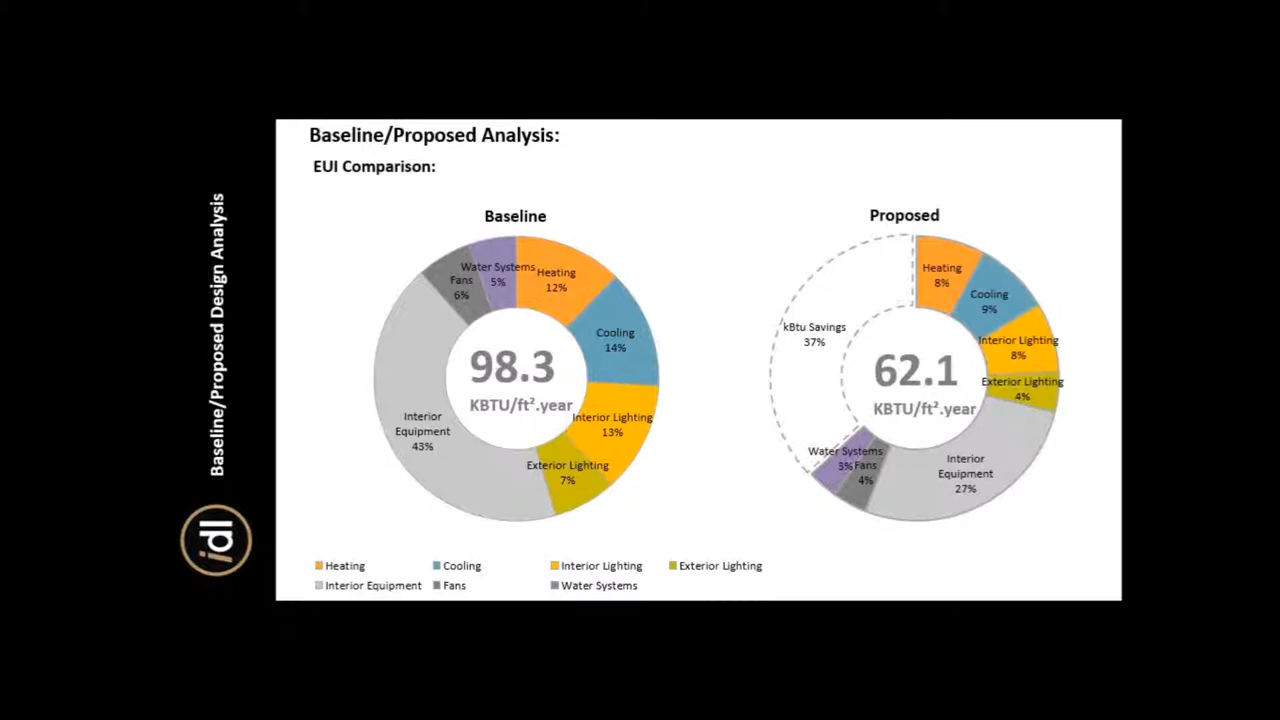 Baseline/Proposed Design Analysis
idl
Baseline/Proposed Analysis:
EUI Comparison:
Baseline
Water Systems
5%
Heating
12%
Fans
6%
Cooling
14%
98.3
KBTU/ft².year
Interior
Equipment
43%
Interior Lighting
13%
Exterior Lighting
7%
Proposed
Heating
8%
Cooling
9%
kBtu Savings
37%
Interior Lighting
8%
62.1
KBTU/ft².year
Exterior Lighting
4%
Water Systems
3%
Fans
4%
Interior
Equipment
27%
Heating
Cooling
Interior Lighting
Exterior Lighting
Interior Equipment
Fans
Water Systems